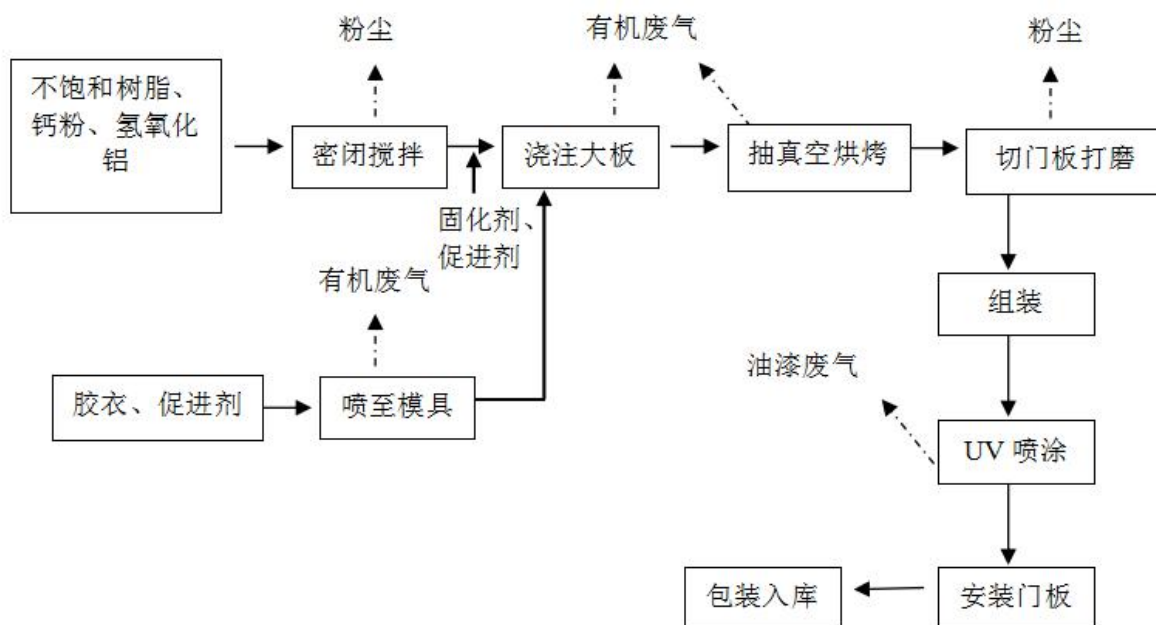 粉尘
有机废气
粉尘
不饱和树脂、
钙粉、氢氧化
铝
密闭搅拌
浇注大板
抽真空烘烤
切门板打磨
固化剂、
促进剂
有机废气
组装
油漆废气
胶衣、促进剂
喷至模具
UV 喷涂
包装入库
安装门板